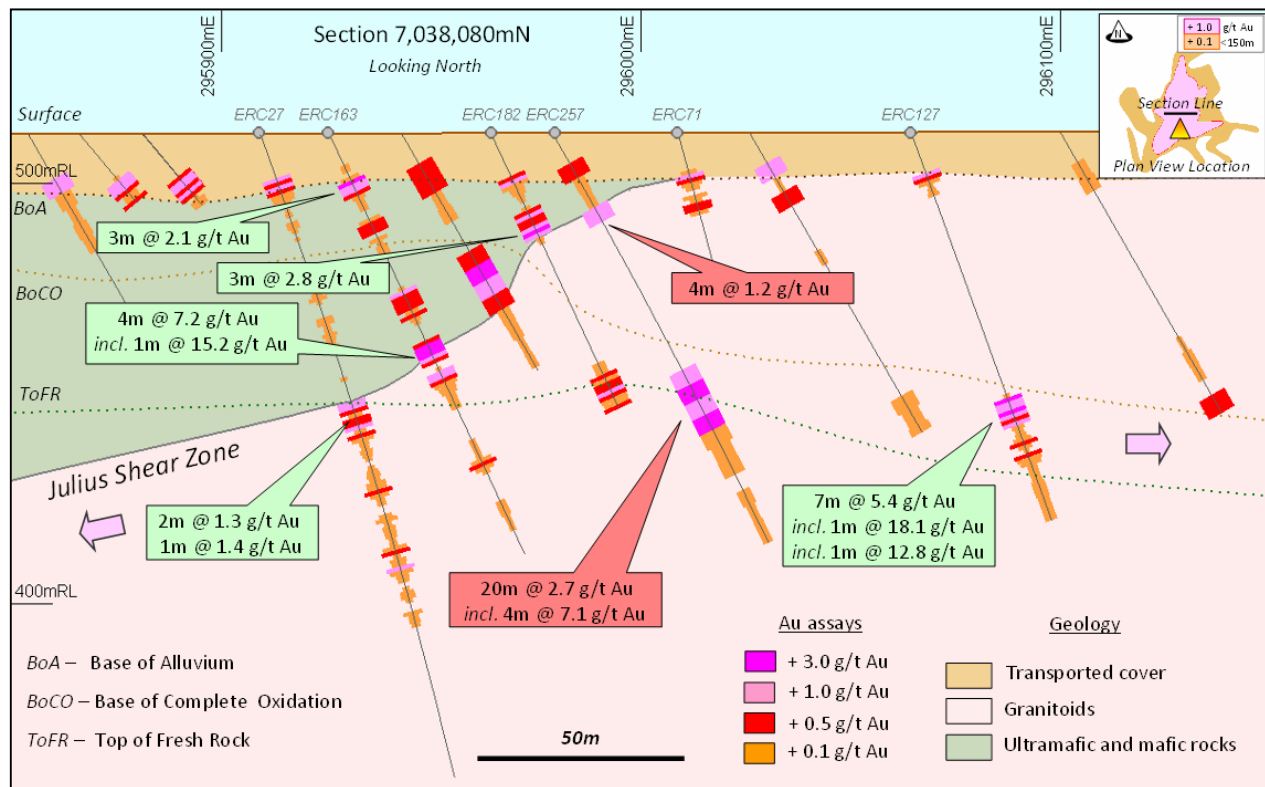 Section 7,038,080mN
Looking North
295900mE
296000mE
296100mE
+ 1.0 g/t Au
+ 0.1 <150m
N
Section Line
Plan View Location
Surface
ERC27
ERC163
ERC182
ERC257
ERC71
ERC127
500mRL
BoA
3m @ 2.1 g/t Au
3m @ 2.8 g/t Au
4m @ 1.2 g/t Au
BoCO
4m @ 7.2 g/t Au
incl. 1m @ 15.2 g/t Au
ToFR
Julius Shear Zone
2m @ 1.3 g/t Au
1m @ 1.4 g/t Au
7m @ 5.4 g/t Au
incl. 1m @ 18.1 g/t Au
incl. 1m @ 12.8 g/t Au
20m @ 2.7 g/t Au
incl. 4m @ 7.1 g/t Au
400mRL
BoA – Base of Alluvium
BoCO – Base of Complete Oxidation
ToFR – Top of Fresh Rock
50m
Au assays
+ 3.0 g/t Au
+ 1.0 g/t Au
+ 0.5 g/t Au
+ 0.1 g/t Au
Geology
Transported cover
Granitoids
Ultramafic and mafic rocks